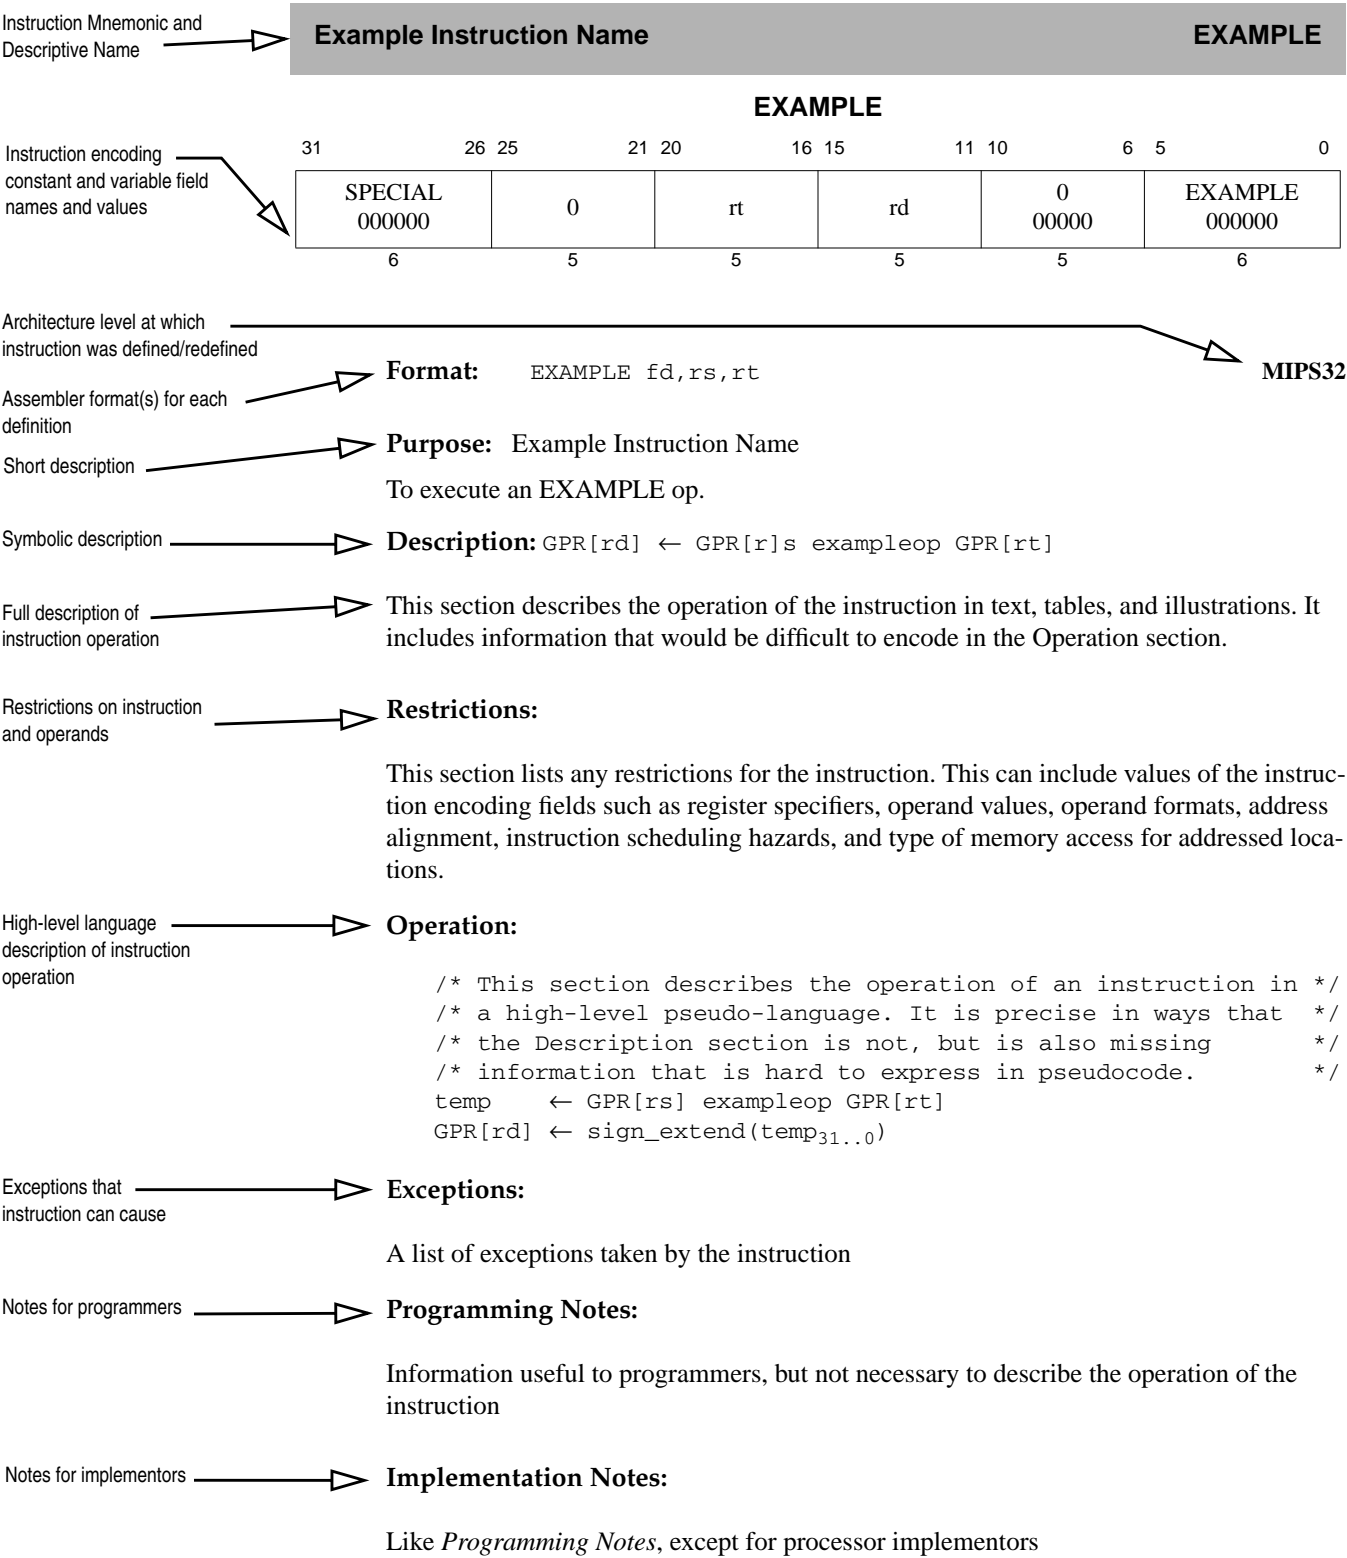 Instruction Mnemonic and
Descriptive Name
Example Instruction Name EXAMPLE
EXAMPLE
31 26 25 21 20 16 15 11 10 6 5 0
Instruction encoding
constant and variable field
names and values
SPECIAL
000000
0
rt
rd
0
00000
EXAMPLE
000000
6 5 5 5 5 6
Architecture level at which
instruction was defined/redefined
Format: EXAMPLE fd,rs,rt MIPS32
Assembler format(s) for each
definition
Purpose: Example Instruction Name
Short description
To execute an EXAMPLE op.
Symbolic description
Description: GPR[rd] ← GPR[r]s exampleop GPR[rt]
Full description of
instruction operation
This section describes the operation of the instruction in text, tables, and illustrations. It
includes information that would be difficult to encode in the Operation section.
Restrictions on instruction
and operands
Restrictions:
This section lists any restrictions for the instruction. This can include values of the instruc-
tion encoding fields such as register specifiers, operand values, operand formats, address
alignment, instruction scheduling hazards, and type of memory access for addressed loca-
tions.
High-level language
description of instruction
operation
Operation:
/* This section describes the operation of an instruction in */
/* a high-level pseudo-language. It is precise in ways that */
/* the Description section is not, but is also missing */
/* information that is hard to express in pseudocode. */
temp ← GPR[rs] exampleop GPR[rt]
GPR[rd] ← sign_extend(temp31..0)
Exceptions that
instruction can cause
Exceptions:
A list of exceptions taken by the instruction
Notes for programmers
Programming Notes:
Information useful to programmers, but not necessary to describe the operation of the
instruction
Notes for implementors
Implementation Notes:
Like Programming Notes, except for processor implementors